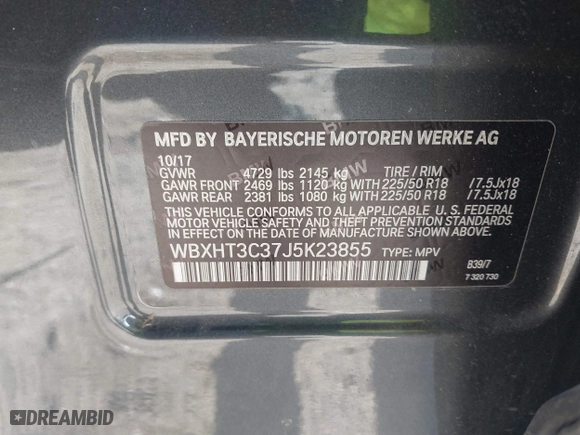 MFD BY BAYERISCHE MOTOREN WERKE AG
10/17
GVWR 4729 lbs 2145 kg TIRE / RIM
GAWR FRONT 2469 lbs 1120 kg WITH 225/50 R18 /7.5Jx18
GAWR REAR 2381 lbs 1080 kg WITH 225/50 R18 /7.5Jx18
THIS VEHICLE CONFORMS TO ALL APPLICABLE U. S. FEDERAL
MOTOR VEHICLE SAFETY AND THEFT PREVENTION STANDARDS
IN EFFECT ON THE DATE OF MANUFACTURE SHOWN ABOVE.
WBXHT3C37J5K23855 TYPE: MPV
B39/7
7 320 730
DREAMBID